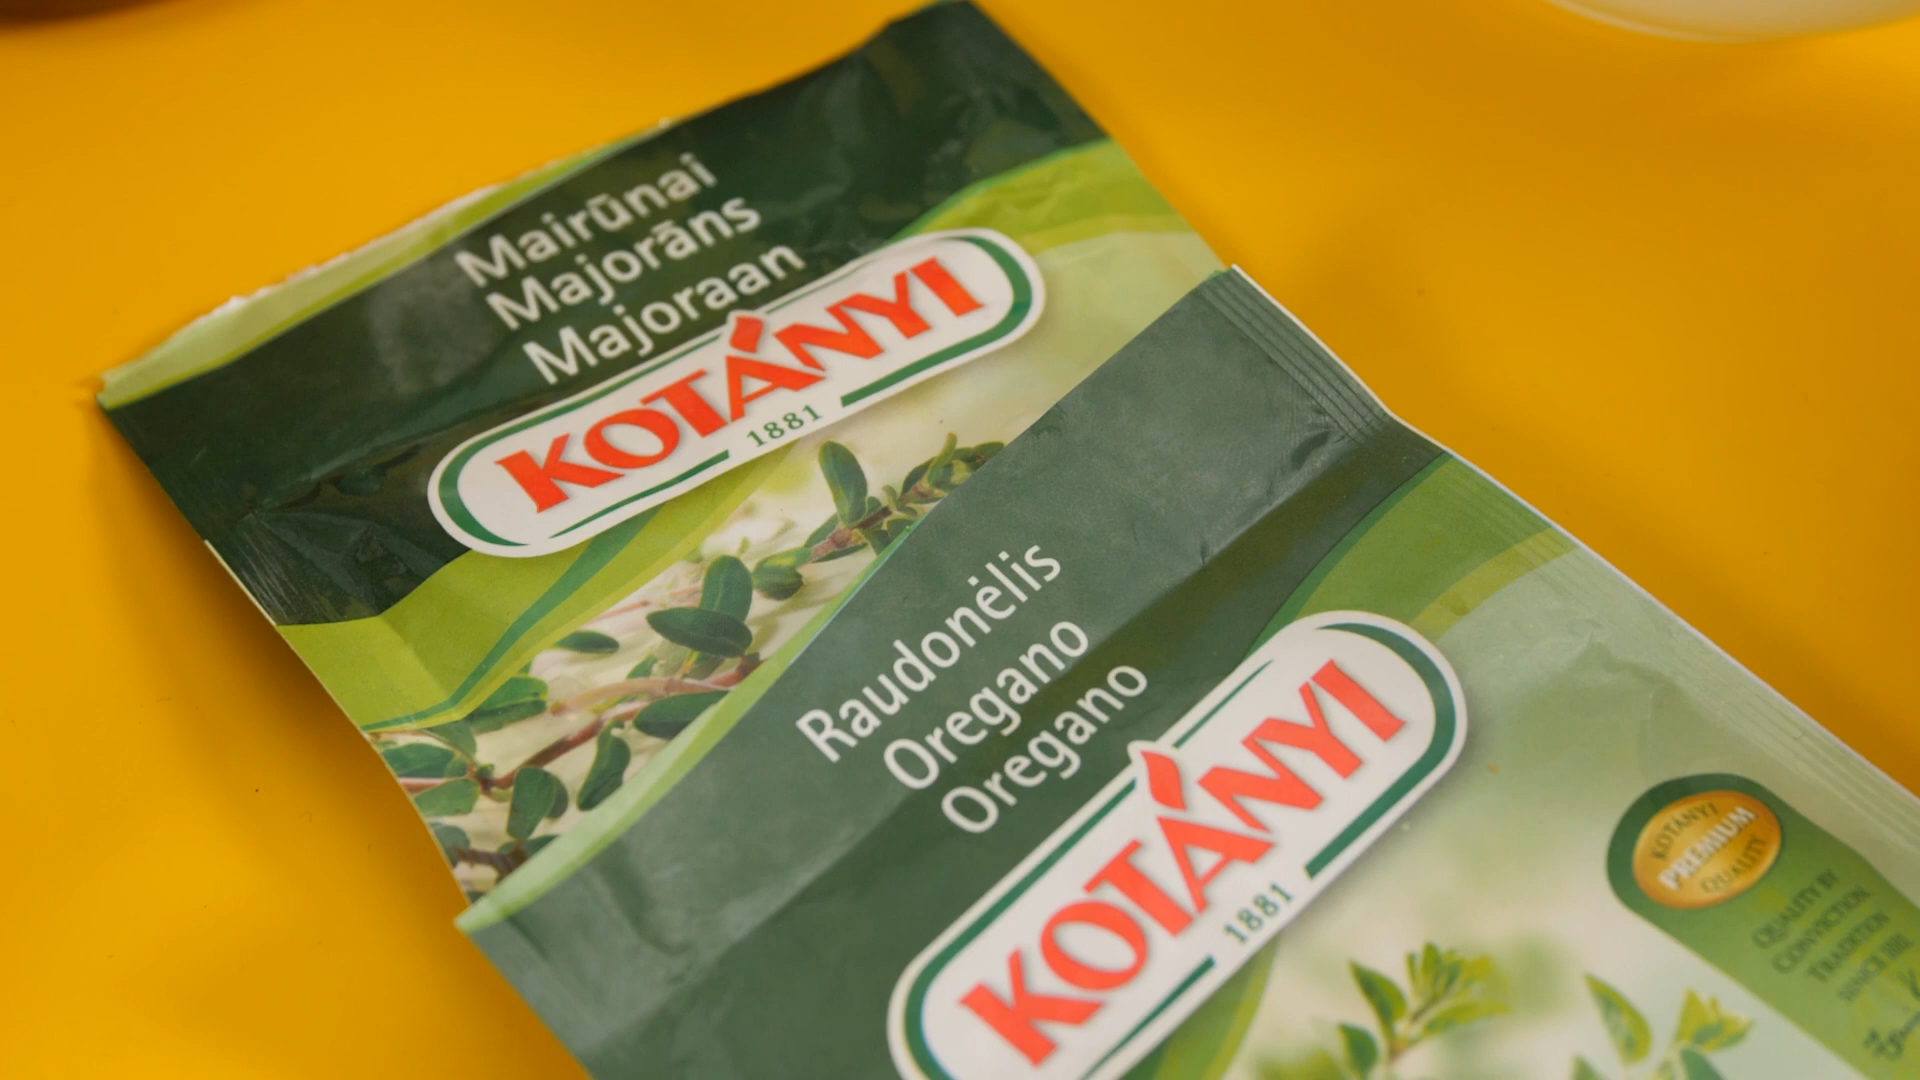 Mairūnai
Majorāns
Majoraan
KOTÁNYI
1881
Raudonėlis
Oregano
Oregano
KOTÁNYI
1881
KOTÁNYI
PREMIUM
QUALITY
QUALITY BY
CONVICTION
TRADITION
SINCE 1881